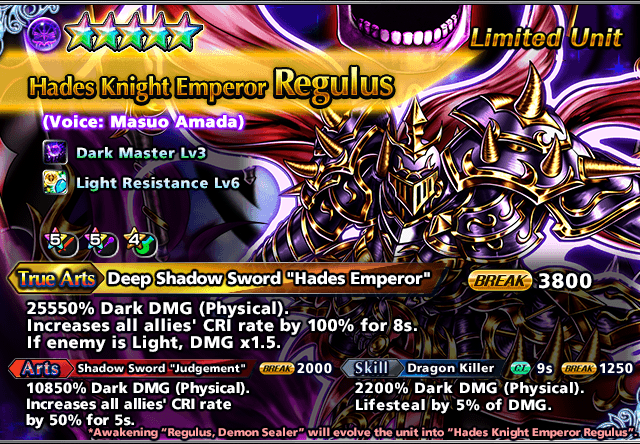 Limited Unit
Hades Knight Emperor Regulus
(Voice: Masuo Amada)
Dark Master Lv3
Light Resistance Lv6
5 5 4
True Arts Deep Shadow Sword "Hades Emperor" BREAK 3800
25550% Dark DMG (Physical).
Increases all allies' CRI rate by 100% for 8s.
If enemy is Light, DMG x1.5.
Arts Shadow Sword "Judgement" BREAK 2000
10850% Dark DMG (Physical).
Increases all allies' CRI rate
by 50% for 5s.
Skill Dragon Killer CT 9s BREAK 1250
2200% Dark DMG (Physical).
Lifesteal by 5% of DMG.
*Awakening "Regulus, Demon Sealer" will evolve the unit into "Hades Knight Emperor Regulus".